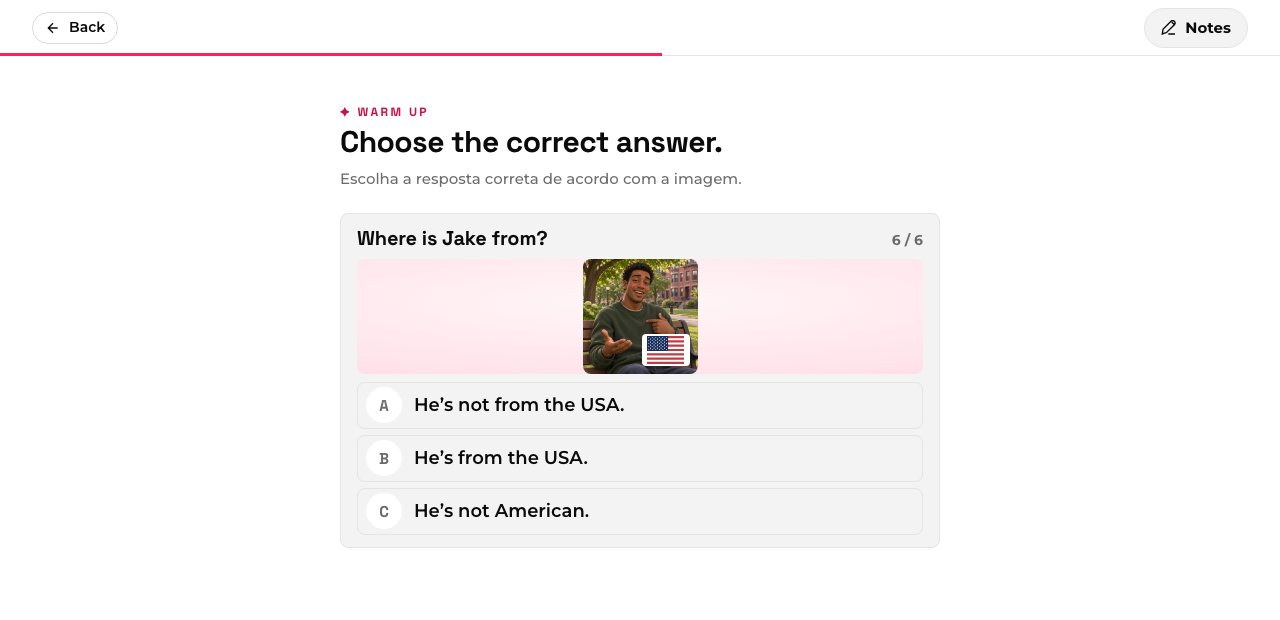 Back
Notes
WARM UP
Choose the correct answer.
Escolha a resposta correta de acordo com a imagem.
Where is Jake from?
6 / 6
A
He’s not from the USA.
B
He’s from the USA.
C
He’s not American.